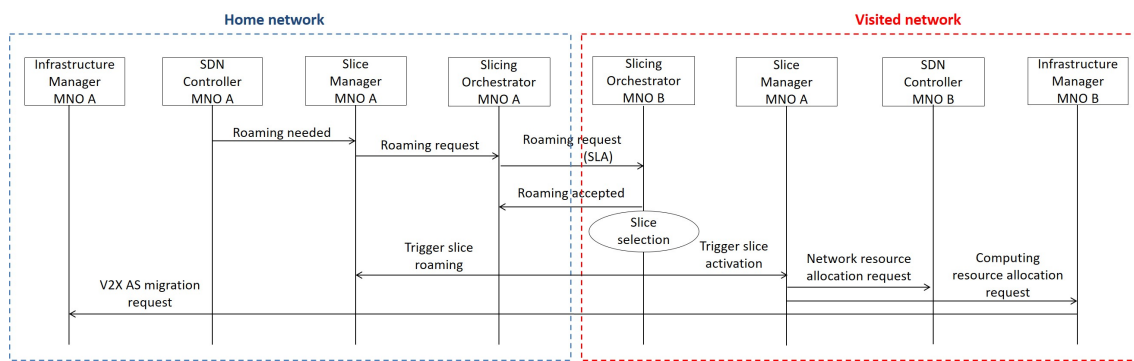 Home network
Visited network
Infrastructure
Manager
MNO A
SDN
Controller
MNO A
Slice
Manager
MNO A
Slicing
Orchestrator
MNO A
Slicing
Orchestrator
MNO B
Slice
Manager
MNO A
SDN
Controller
MNO B
Infrastructure
Manager
MNO B
Roaming needed
Roaming request
Roaming request
(SLA)
Roaming accepted
Slice
selection
Trigger slice
roaming
Trigger slice
activation
Network resource
allocation request
Computing
resource allocation
request
V2X AS migration
request